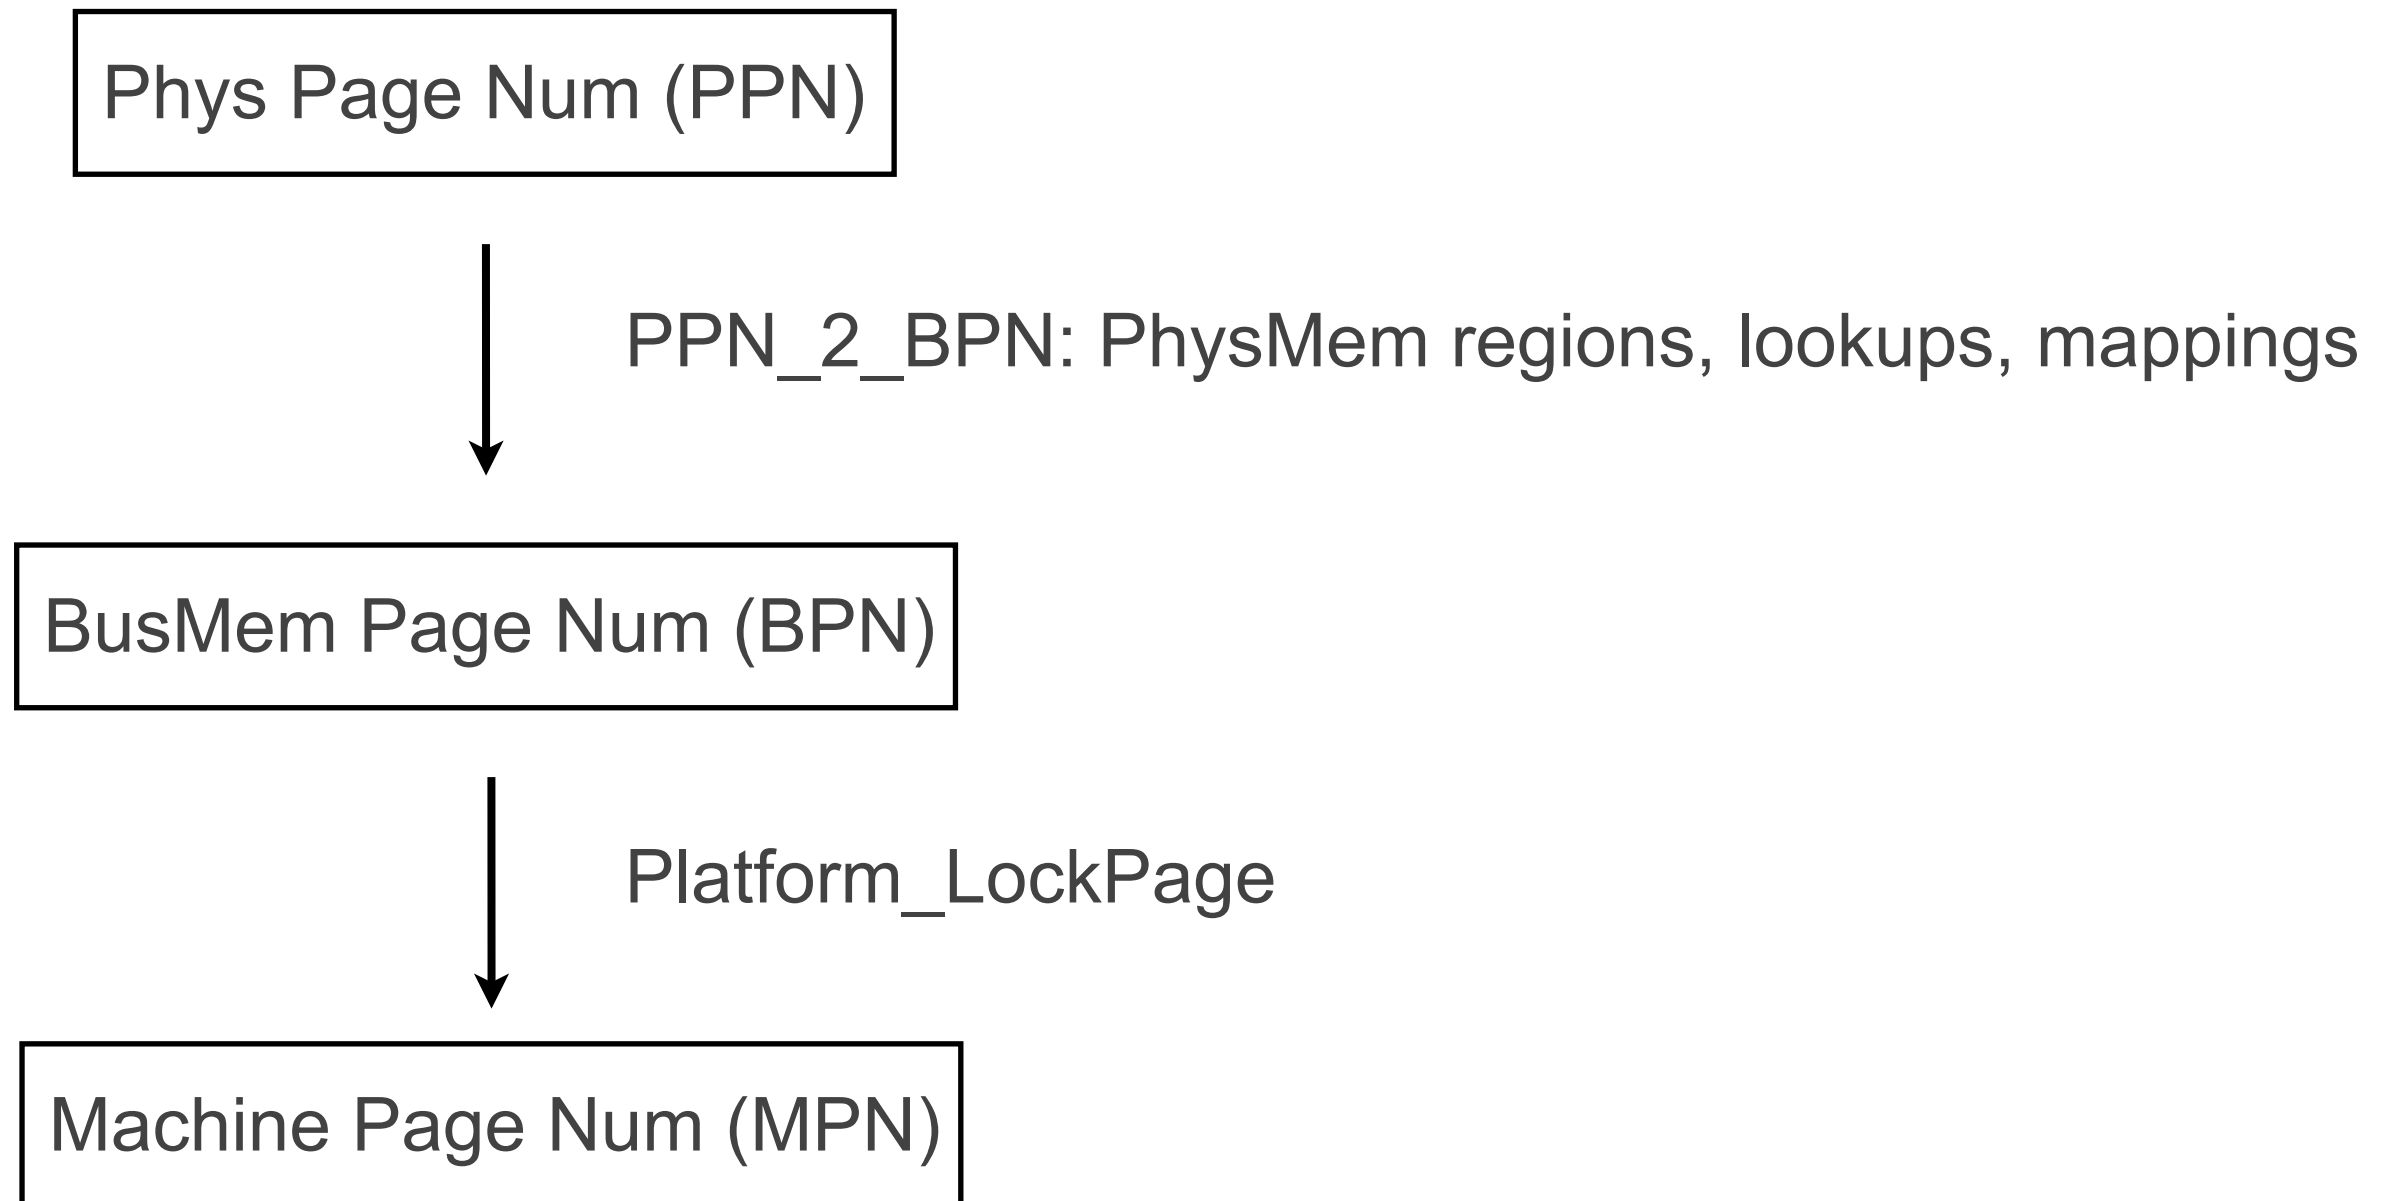 Phys Page Num (PPN)
PPN_2_BPN: PhysMem regions, lookups, mappings
BusMem Page Num (BPN)
Platform_LockPage
Machine Page Num (MPN)